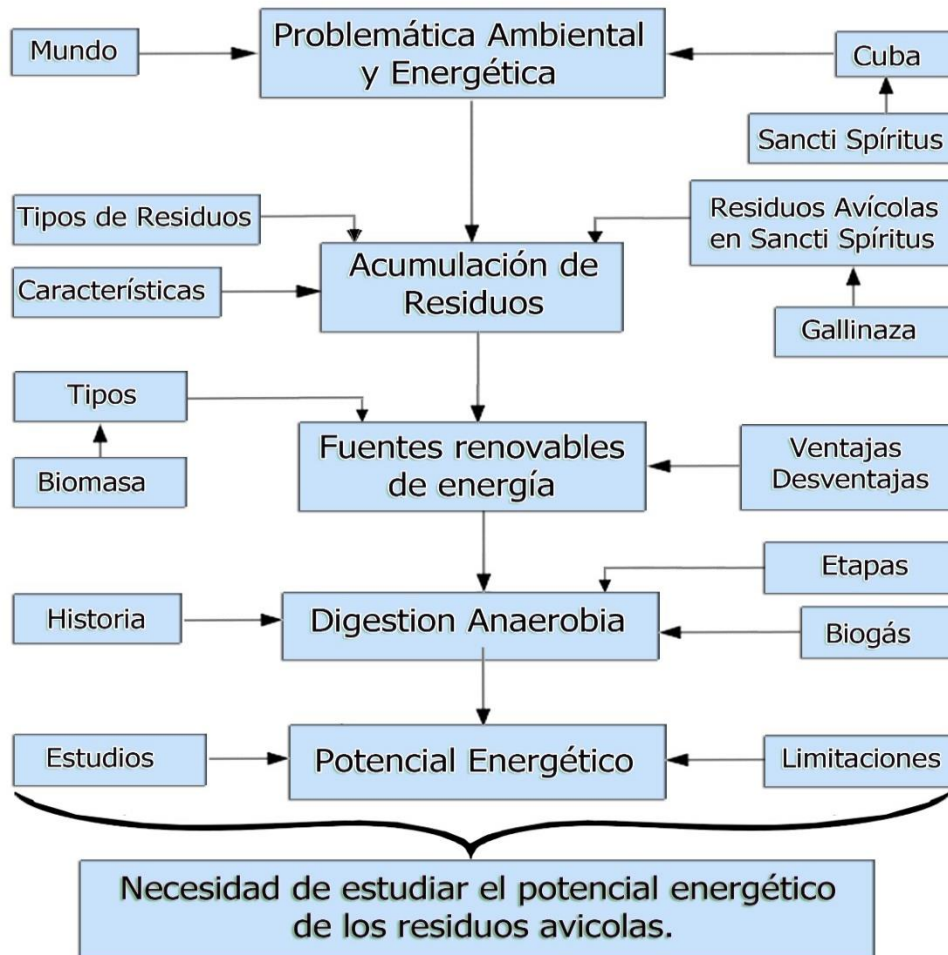 Mundo
Problemática Ambiental
y Energética
Cuba
Sancti Spíritus
Tipos de Residuos
Residuos Avícolas
en Sancti Spíritus
Acumulación de
Residuos
Características
Gallinaza
Tipos
Biomasa
Fuentes renovables
de energía
Ventajas
Desventajas
Etapas
Historia
Digestion Anaerobia
Biogás
Estudios
Potencial Energético
Limitaciones
Necesidad de estudiar el potencial energético
de los residuos avicolas.